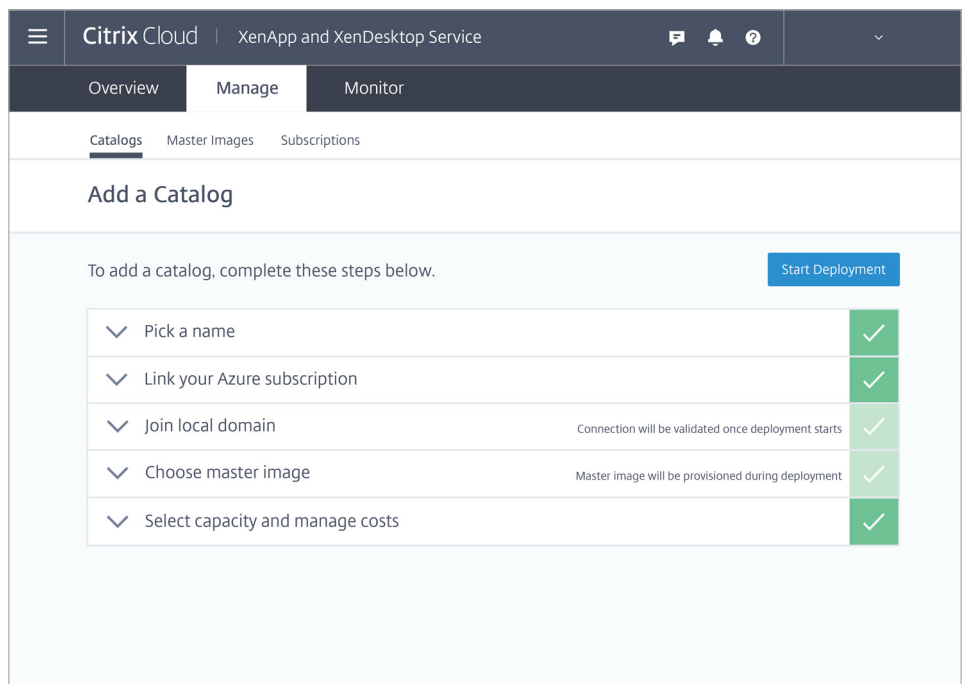 Citrix Cloud | XenApp and XenDesktop Service
Overview Manage Monitor
Catalogs Master Images Subscriptions
Add a Catalog
To add a catalog, complete these steps below.
Start Deployment
Pick a name
Link your Azure subscription
Join local domain Connection will be validated once deployment starts
Choose master image Master image will be provisioned during deployment
Select capacity and manage costs